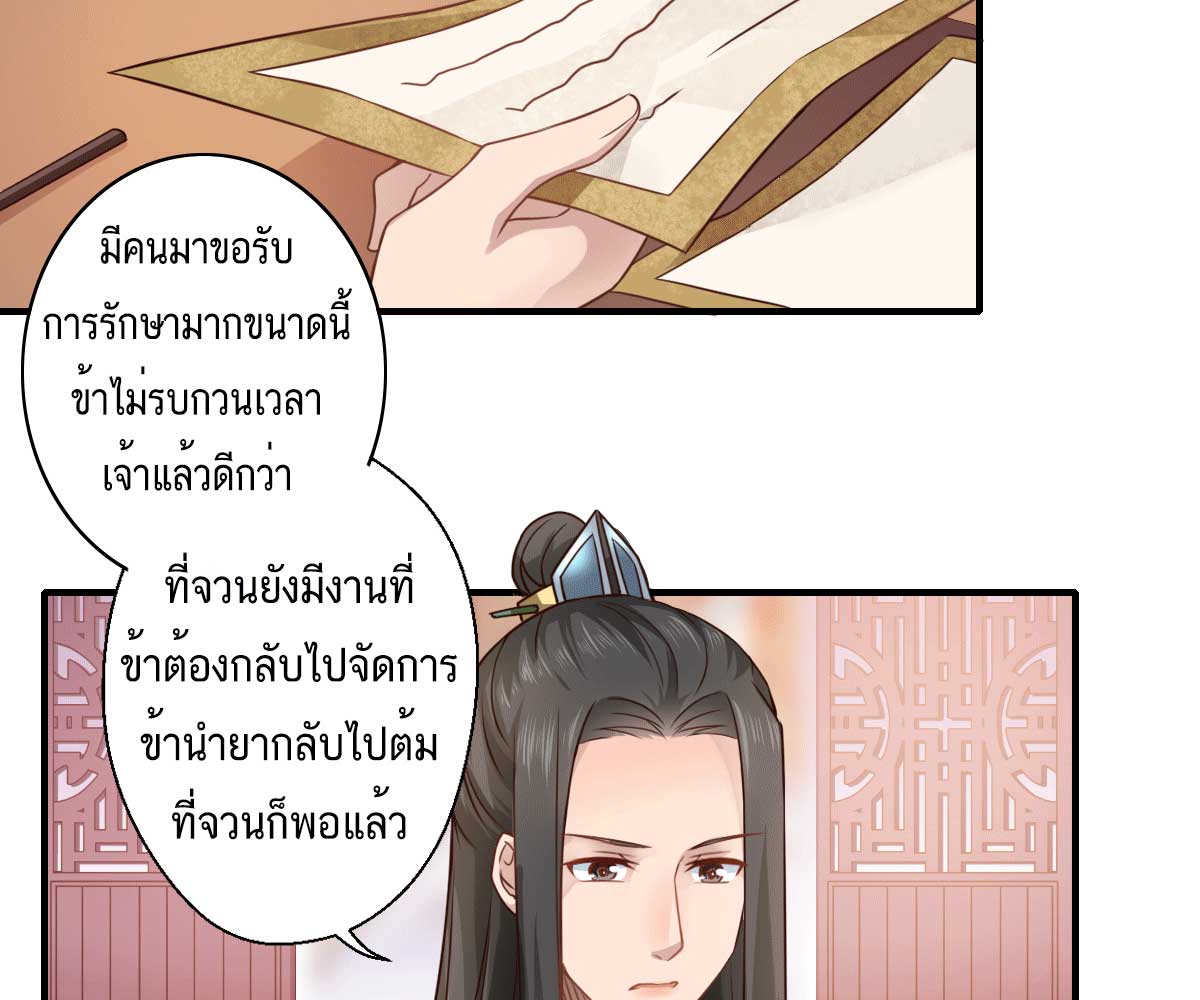 มีคนมาขอรับ
การรักษามากขนาดนี้
ข้าไม่รบกวนเวลา
เจ้าแล้วดีกว่า
ที่จวนยังมีงานที่
ข้าต้องกลับไปจัดการ
ข้านำยากลับไปต้ม
ที่จวนก็พอแล้ว